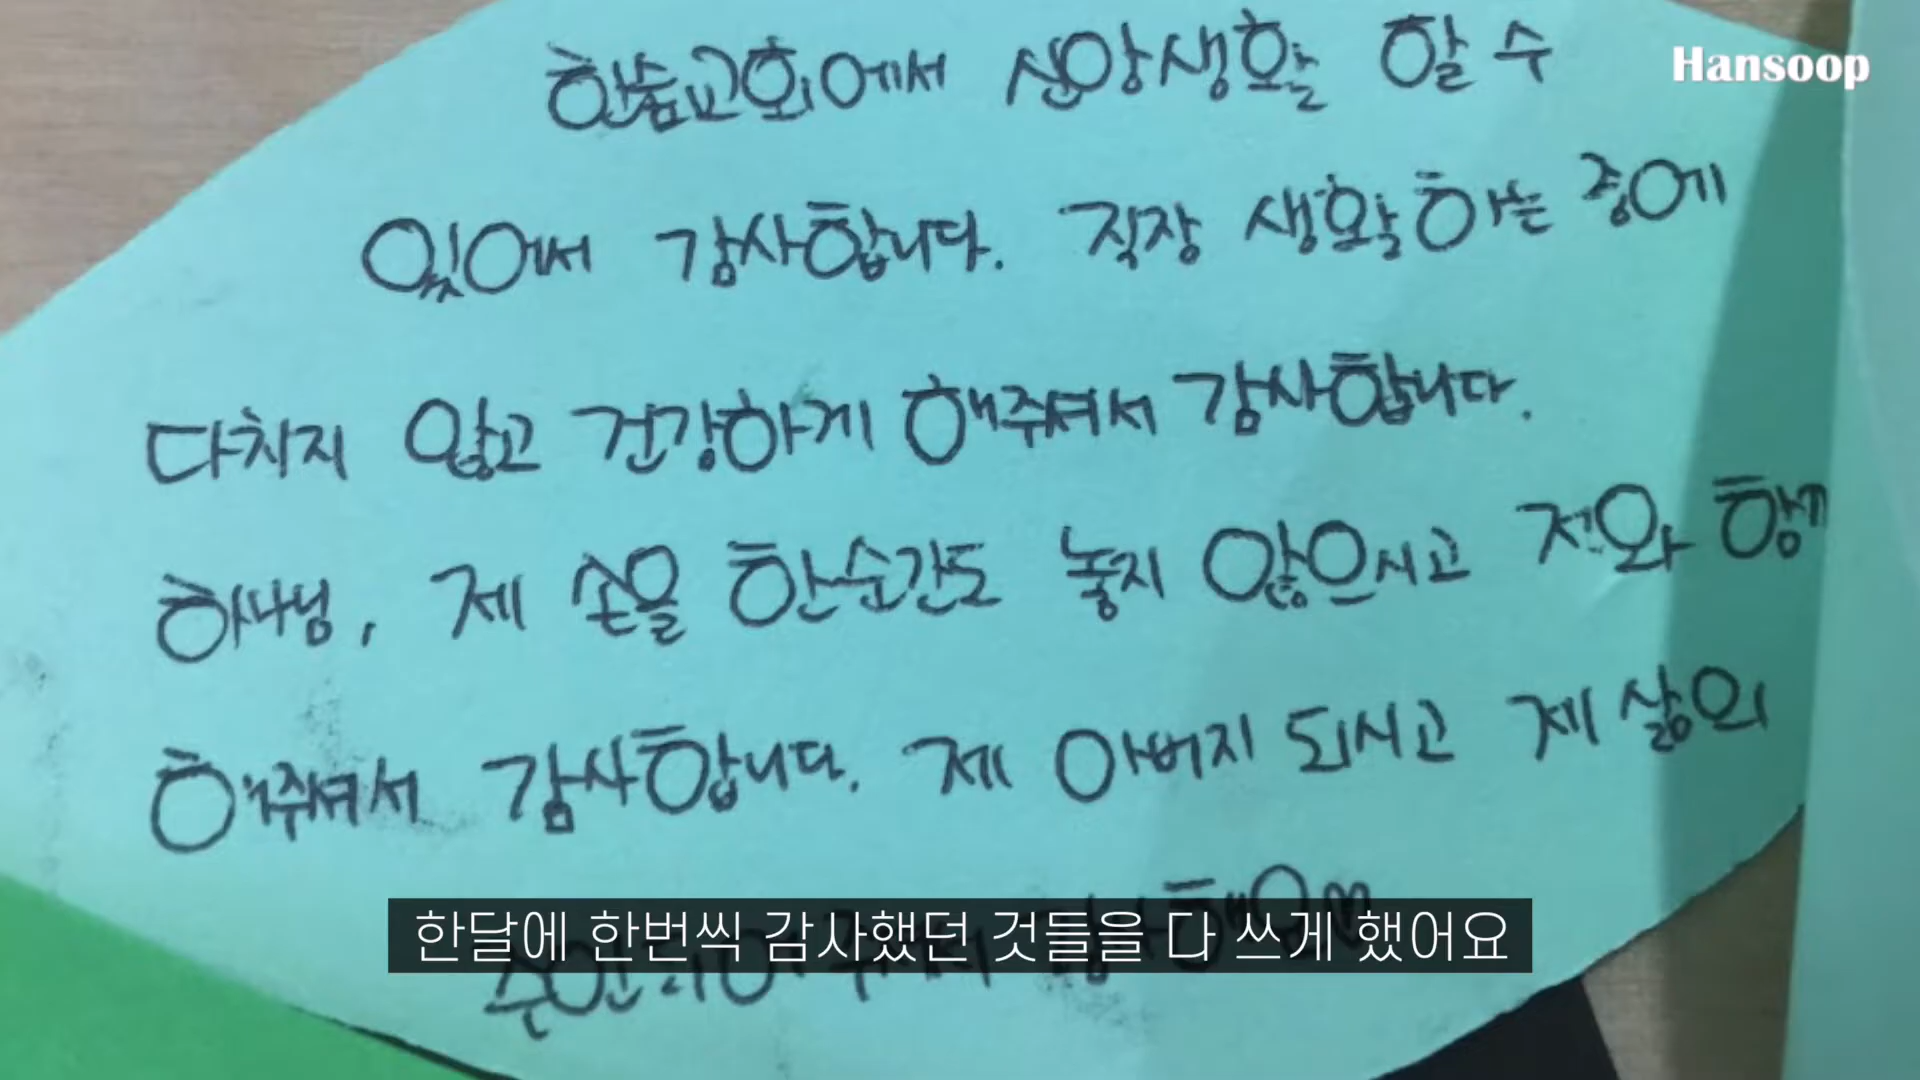 Hansoop
한숲교회에서 신앙생활 할 수
있어서 감사합니다. 직장 생활하는 중에
다치지 않고 건강하게 해주셔서 감사합니다.
하나님, 제 손을 한순간도 놓지 않으시고 저와 함께
해주셔서 감사합니다. 제 아버지 되시고 제 삶의
한달에 한번씩 감사했던 것들을 다 쓰게 했어요